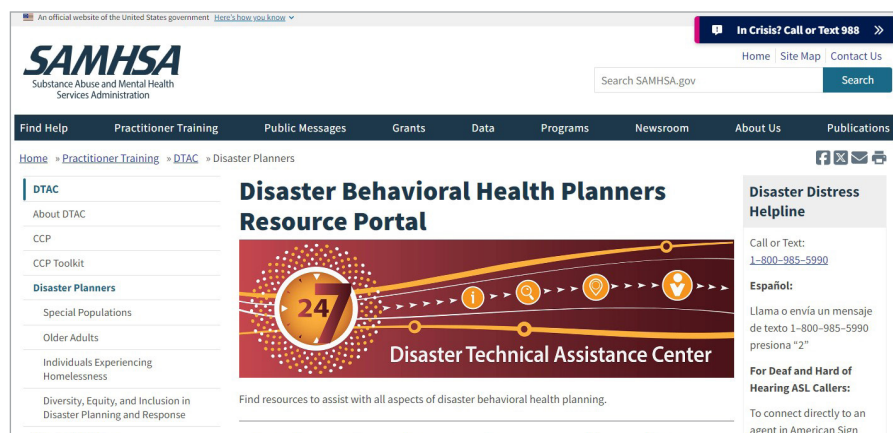 An official website of the United States government Here's how you know
In Crisis? Call or Text 988
SAMHSA
Substance Abuse and Mental Health
Services Administration
Home Site Map Contact Us
Search SAMHSA.gov
Search
Find Help Practitioner Training Public Messages Grants Data Programs Newsroom About Us Publications
Home » Practitioner Training » DTAC » Disaster Planners
DTAC
About DTAC
CCP
CCP Toolkit
Disaster Planners
Special Populations
Older Adults
Individuals Experiencing
Homelessness
Diversity, Equity, and Inclusion in
Disaster Planning and Response
Disaster Behavioral Health Planners
Resource Portal
24 7
Disaster Technical Assistance Center
Find resources to assist with all aspects of disaster behavioral health planning.
Disaster Distress
Helpline
Call or Text:
1–800–985–5990
Español:
Llama o envía un mensaje
de texto 1–800–985–5990
presiona “2”
For Deaf and Hard of
Hearing ASL Callers:
To connect directly to an
agent in American Sign